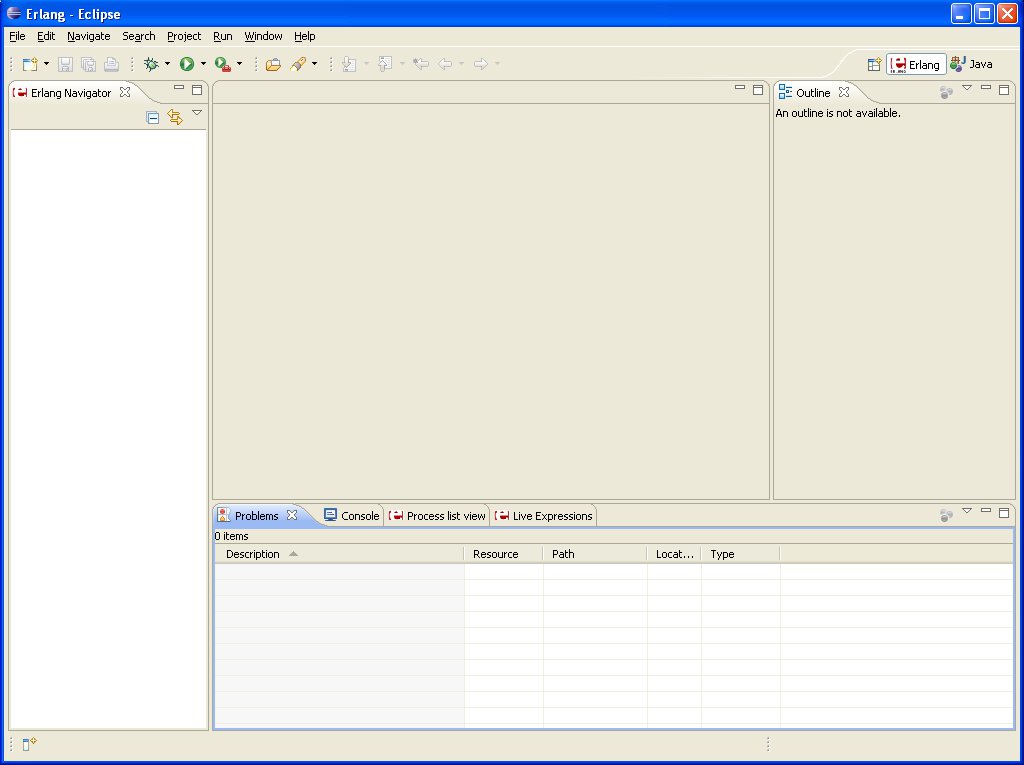 Erlang - Eclipse
File Edit Navigate Search Project Run Window Help
Erlang Java
Erlang Navigator
Outline
An outline is not available.
Problems Console Process list view Live Expressions
0 items
Description Resource Path Locat... Type